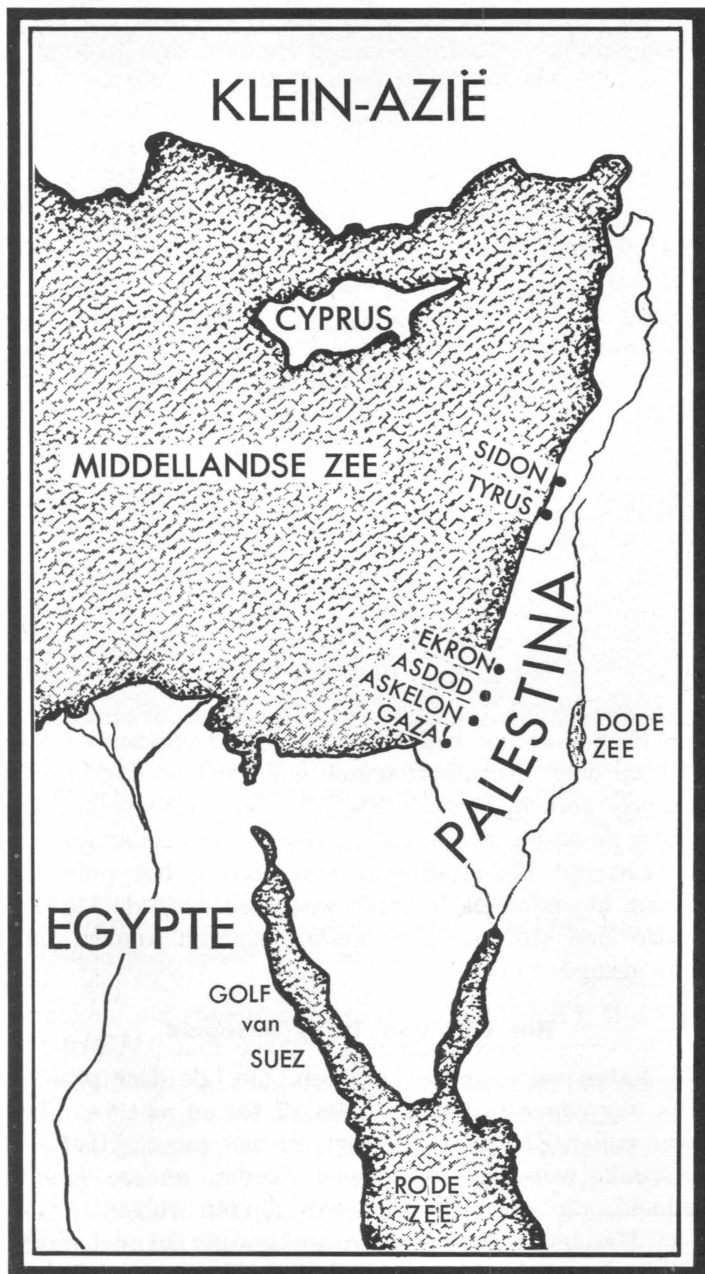 KLEIN-AZIË
CYPRUS
MIDDELLANDSE ZEE
SIDON
TYRUS
EKRON
ASDOD
ASKELON
GAZA
PALESTINA
DODE
ZEE
EGYPTE
GOLF
van
SUEZ
RODE
ZEE